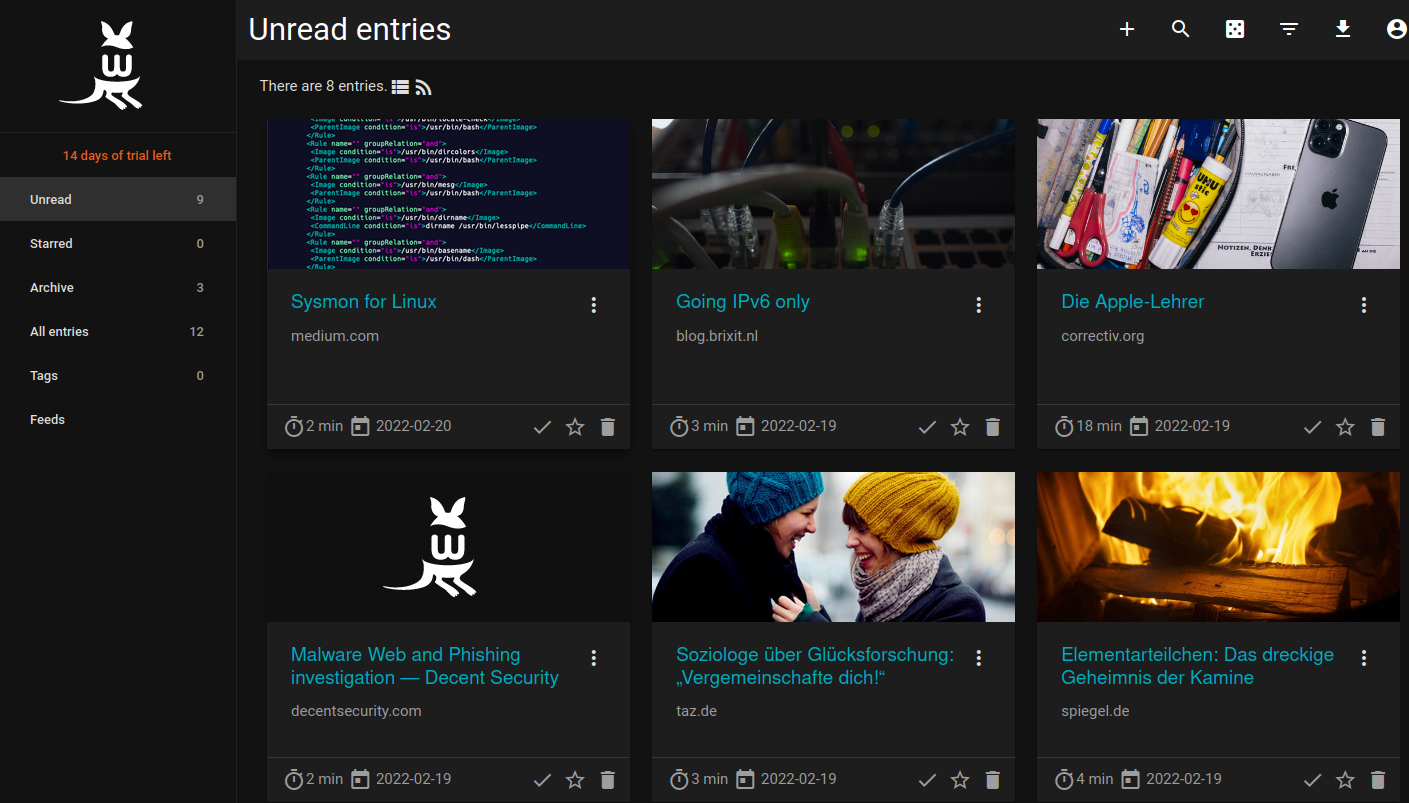 Unread entries
14 days of trial left
Unread 9
Starred 0
Archive 3
All entries 12
Tags 0
Feeds
There are 8 entries.
<ParentImage condition="is">/usr/bin/bash</ParentImage>
</Rule>
<Rule name="" groupRelation="and">
<Image condition="is">/usr/bin/dircolors</Image>
<ParentImage condition="is">/usr/bin/bash</ParentImage>
</Rule>
<Rule name="" groupRelation="and">
<Image condition="is">/usr/bin/mesg</Image>
<ParentImage condition="is">/usr/bin/bash</ParentImage>
</Rule>
<Rule name="" groupRelation="and">
<Image condition="is">/usr/bin/dirname</Image>
<CommandLine condition="is">dirname /usr/bin/lesspipe</CommandLine>
</Rule>
<Rule name="" groupRelation="and">
<Image condition="is">/usr/bin/basename</Image>
<ParentImage condition="is">/usr/bin/bash</ParentImage>
</Rule>
UHU
stic
NOTIZEN, DENK
ERZIE
Sysmon for Linux
medium.com
2 min 2022-02-20
Going IPv6 only
blog.brixit.nl
3 min 2022-02-19
Die Apple-Lehrer
correctiv.org
18 min 2022-02-19
Malware Web and Phishing
investigation — Decent Security
decentsecurity.com
2 min 2022-02-19
Soziologe über Glücksforschung:
„Vergemeinschafte dich!“
taz.de
3 min 2022-02-19
Elementarteilchen: Das dreckige
Geheimnis der Kamine
spiegel.de
4 min 2022-02-19